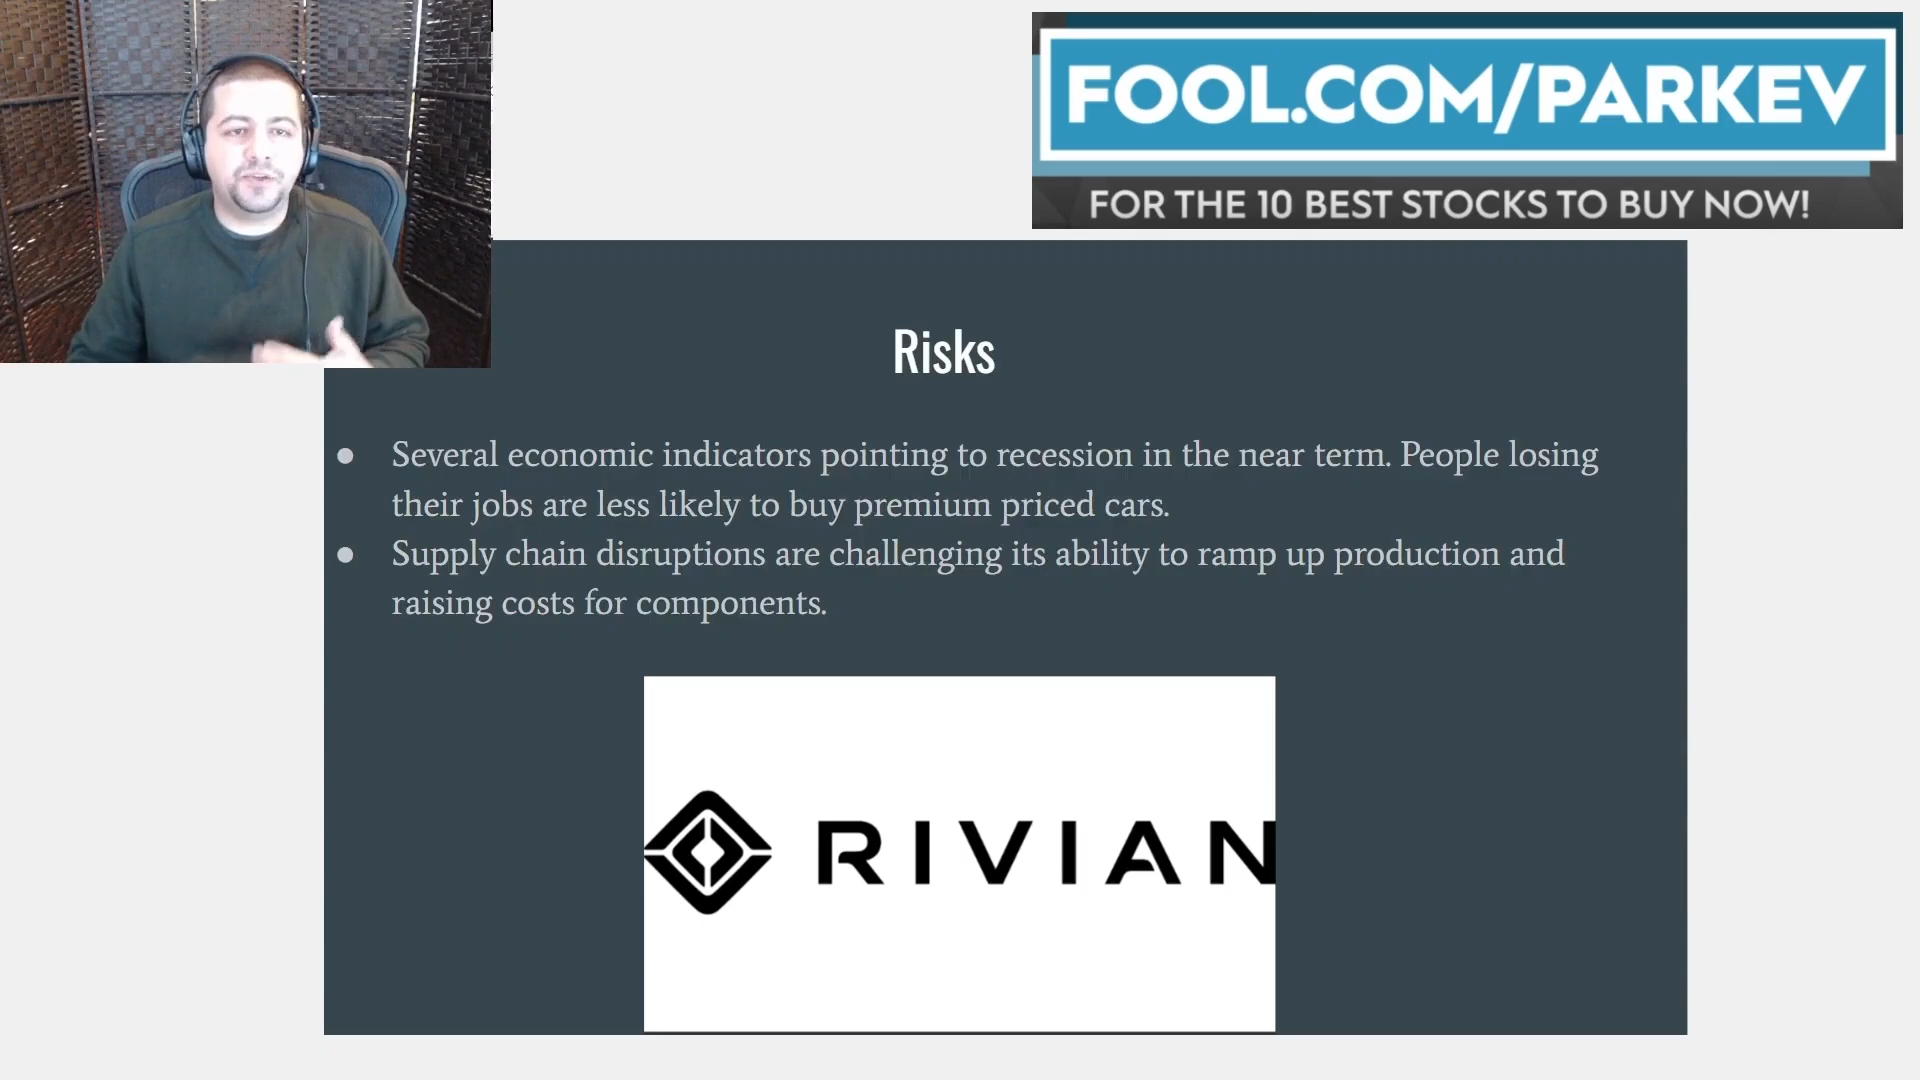 FOOL.COM/PARKEV
FOR THE 10 BEST STOCKS TO BUY NOW!
Risks
● Several economic indicators pointing to recession in the near term. People losing
their jobs are less likely to buy premium priced cars.
● Supply chain disruptions are challenging its ability to ramp up production and
raising costs for components.
RIVIAN